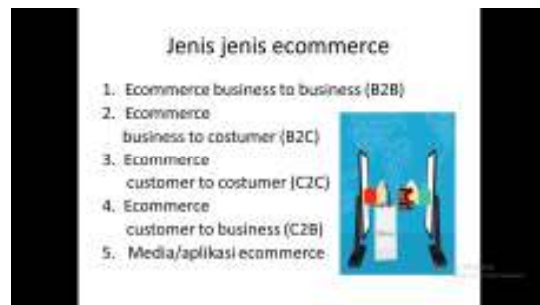 Jenis jenis ecommerce
1. Ecommerce business to business (B2B)
2. Ecommerce
business to costumer (B2C)
3. Ecommerce
customer to costumer (C2C)
4. Ecommerce
customer to business (C2B)
5. Media/aplikasi ecommerce